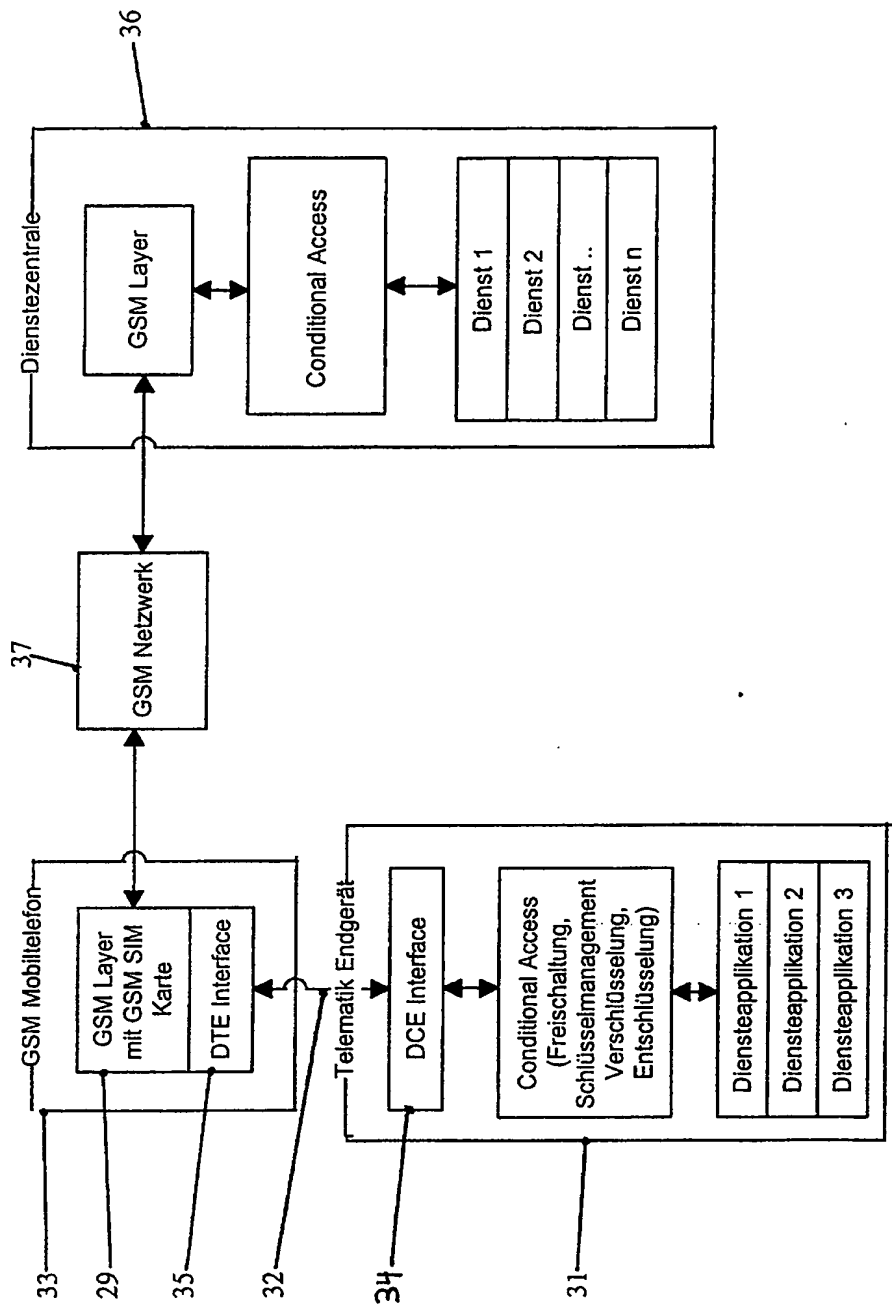 GSM Mobiltelefon
GSM Layer
mit GSM SIM
Karte
DTE Interface
33
29
35
32
Telematik Endgerät
DCE Interface
Conditional Access
(Freischaltung,
Schlüsselmanagement
Verschlüsselung,
Entschlüsselung)
Diensteapplikation 1
Diensteapplikation 2
Diensteapplikation 3
34
31
37
GSM Netzwerk
Dienstezentrale
36
GSM Layer
Conditional Access
Dienst 1
Dienst 2
Dienst ..
Dienst n